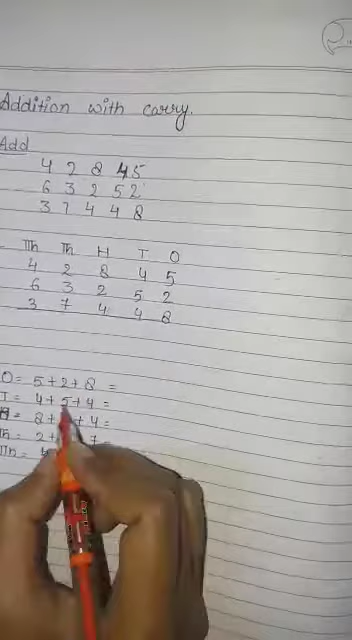 Addition with carry.
Add
4 2 8 4 5
6 3 2 5 2
3 7 4 4 8
Th Th H T O
4 2 8 4 5
6 3 2 5 2
3 7 4 4 8
O = 5 + 2 + 8 =
T = 4 + 5 + 4 =
H = 8 + + 4 =
Th = 2 + 7 =
TTh =